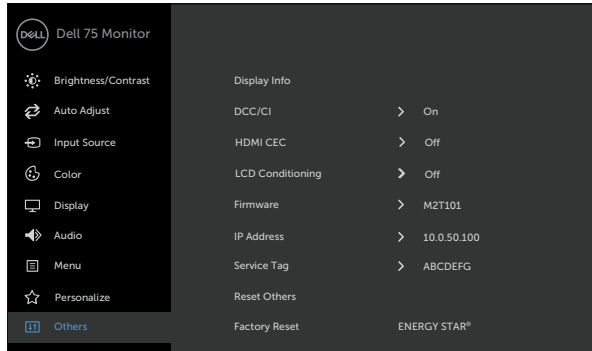 DELL Dell 75 Monitor
Brightness/Contrast Display Info
Auto Adjust DCC/CI On
Input Source HDMI CEC Off
Color LCD Conditioning Off
Display Firmware M2T101
Audio IP Address 10.0.50.100
Menu Service Tag ABCDEFG
Personalize Reset Others
Others Factory Reset ENERGY STAR®